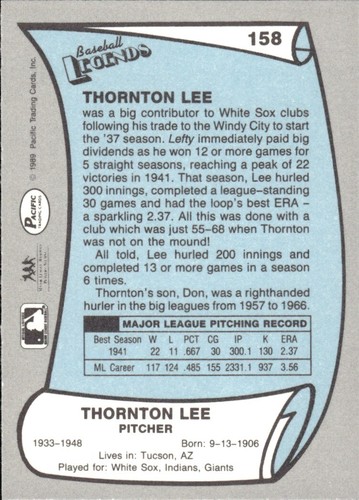 158
Baseball
LEGENDS
THORNTON LEE
was a big contributor to White Sox clubs
following his trade to the Windy City to start
the '37 season. Lefty immediately paid big
dividends as he won 12 or more games for
5 straight seasons, reaching a peak of 22
victories in 1941. That season, Lee hurled
300 innings, completed a league-standing
30 games and had the loop's best ERA –
a sparkling 2.37. All this was done with a
club which was just 55–68 when Thornton
was not on the mound!
All told, Lee hurled 200 innings and
completed 13 or more games in a season
6 times.
Thornton's son, Don, was a righthanded
hurler in the big leagues from 1957 to 1966.
MAJOR LEAGUE PITCHING RECORD
Best Season W L PCT CG IP K ERA
1941 22 11 .667 30 300.1 130 2.37
ML Career 117 124 .485 155 2331.1 937 3.56
THORNTON LEE
PITCHER
1933-1948 Born: 9-13-1906
Lives in: Tucson, AZ
Played for: White Sox, Indians, Giants
© 1989 Pacific Trading Cards, Inc.
PACIFIC
TRADING CARDS